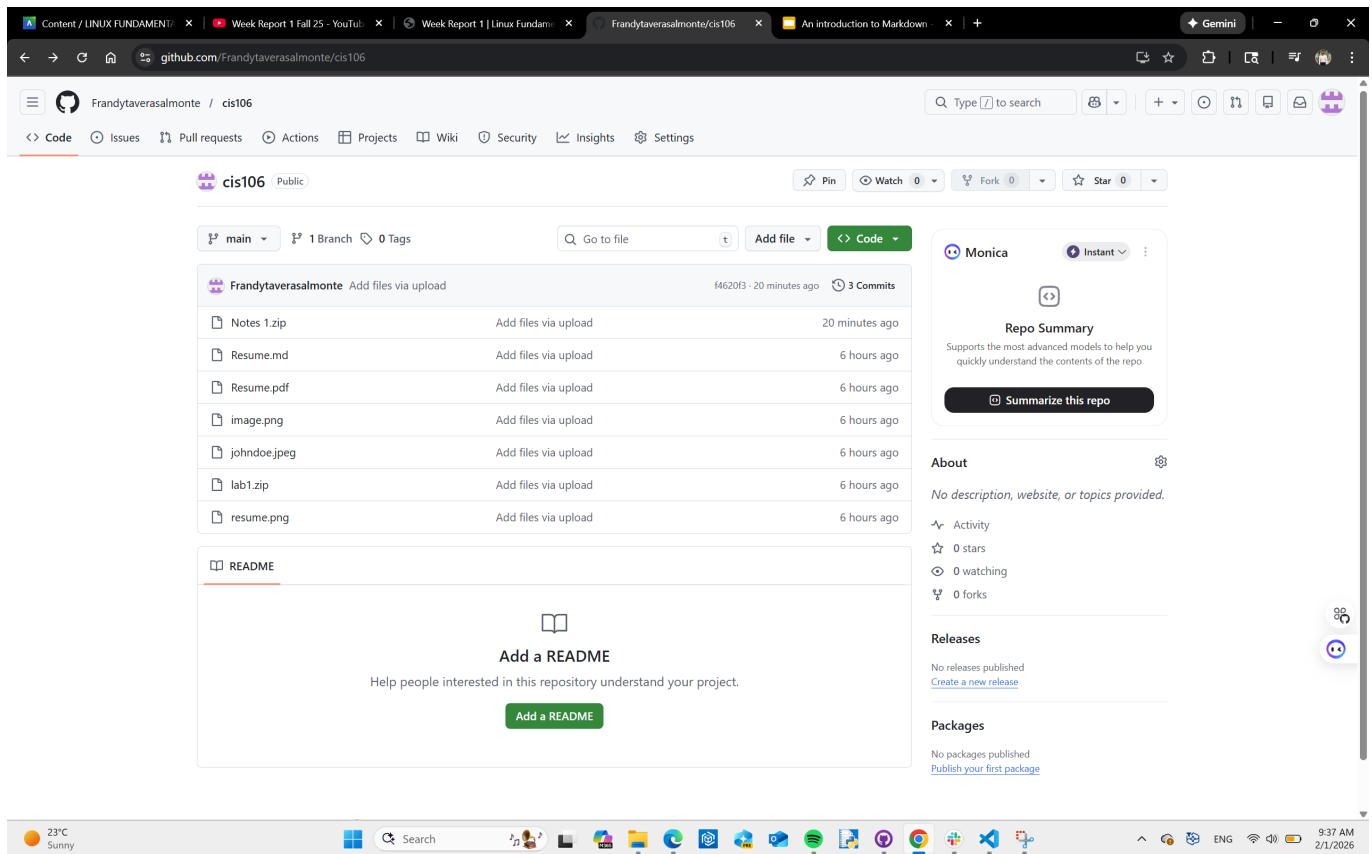 Content / LINUX FUNDAMENTA
Week Report 1 Fall 25 - YouTub
Week Report 1 | Linux Fundame
Frandytaverasalmonte/cis106
An introduction to Markdown -
Gemini
github.com/Frandytaverasalmonte/cis106
Frandytaverasalmonte / cis106
Type / to search
Code
Issues
Pull requests
Actions
Projects
Wiki
Security
Insights
Settings
cis106 Public
Pin
Watch 0
Fork 0
Star 0
main
1 Branch
0 Tags
Go to file t
Add file
Code
Frandytaverasalmonte Add files via upload f4620f3 · 20 minutes ago 3 Commits
Notes 1.zip Add files via upload 20 minutes ago
Resume.md Add files via upload 6 hours ago
Resume.pdf Add files via upload 6 hours ago
image.png Add files via upload 6 hours ago
johndoe.jpeg Add files via upload 6 hours ago
lab1.zip Add files via upload 6 hours ago
resume.png Add files via upload 6 hours ago
README
Add a README
Help people interested in this repository understand your project.
Add a README
Monica Instant
Repo Summary
Supports the most advanced models to help you
quickly understand the contents of the repo
Summarize this repo
About
No description, website, or topics provided.
Activity
0 stars
0 watching
0 forks
Releases
No releases published
Create a new release
Packages
No packages published
Publish your first package
23°C
Sunny
Search
ENG
9:37 AM
2/1/2026